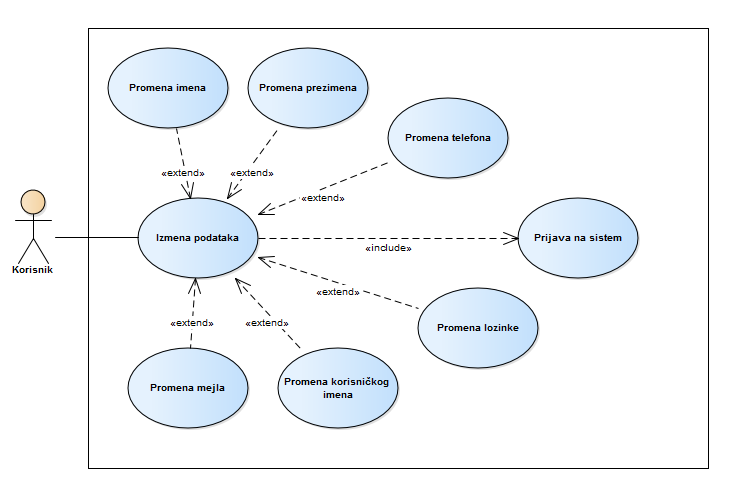 Promena imena
Promena prezimena
Promena telefona
«extend»
«extend»
«extend»
Izmena podataka
Prijava na sistem
«include»
Korisnik
«extend»
«extend»
«extend»
Promena lozinke
Promena mejla
Promena korisničkog
imena